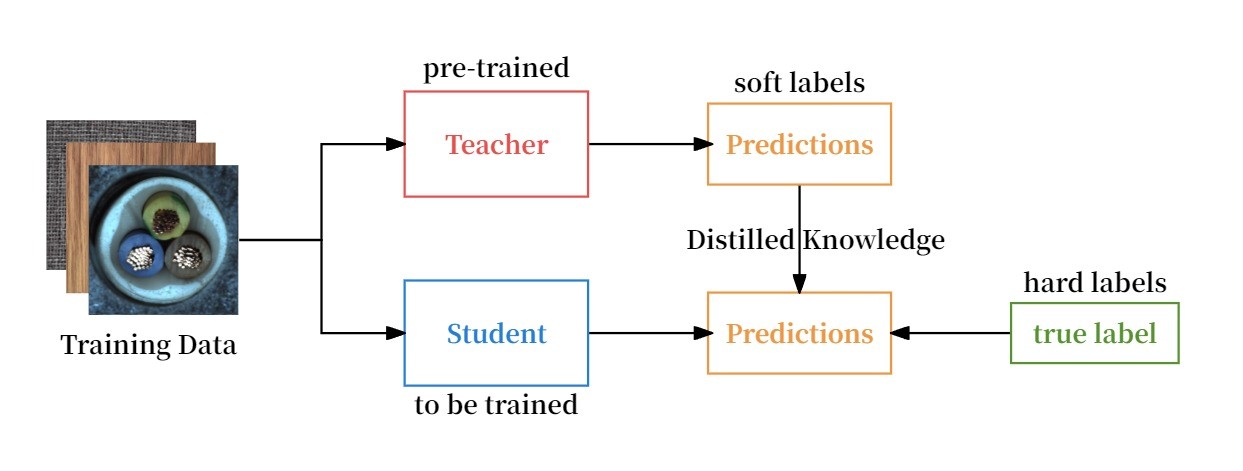 pre-trained
Teacher
soft labels
Predictions
Distilled Knowledge
Training Data
Student
to be trained
Predictions
hard labels
true label